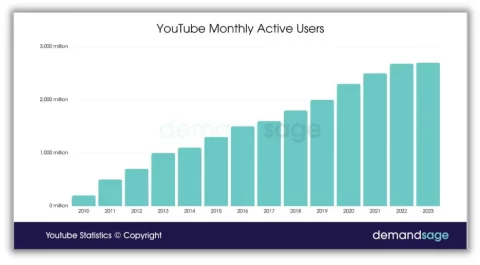 YouTube Monthly Active Users
3,000 million
2,000 million
1,000 million
0 million
demandsage
2010 2011 2012 2013 2014 2015 2016 2017 2018 2019 2020 2021 2022 2023
Youtube Statistics © Copyright demandsage